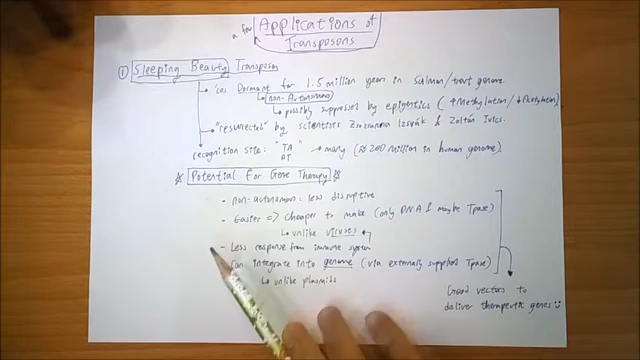 a few Applications of
Transposons
① Sleeping Beauty Transposon
'cos Dormant for 1.5 million years in Salmon/trout genome
non-Autonomous
possibly suppressed by epigentics (↑Methylation/↓Acetylation)
"resurrected" by scientists Zsuzsanna Izsvák & Zoltán Ivics.
recognition site: "TA
AT" → many (≈ 200 million in human genome)
☆ Potential For Gene Therapy ☆
- non-autonomous: less disruptive
- Easier => cheaper to make (only DNA & maybe Tpase)
unlike viruses
- Less response from immune system
Can integrate into genome (via externally supplied Tpase)
unlike plasmids
Good vectors to
deliver therapeutic genes